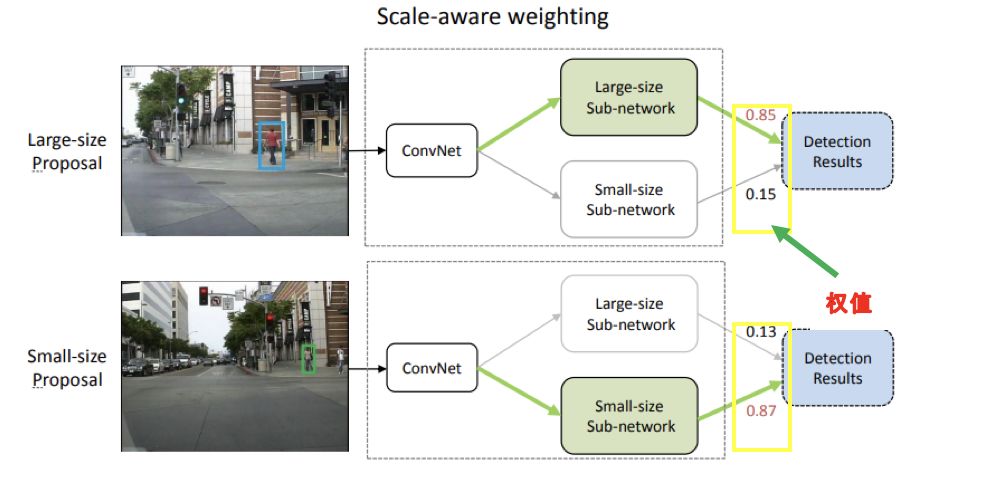 Scale-aware weighting
Large-size
Proposal
ConvNet
Large-size
Sub-network
Small-size
Sub-network
0.85
0.15
Detection
Results
权值
Small-size
Proposal
ConvNet
Large-size
Sub-network
Small-size
Sub-network
0.13
0.87
Detection
Results